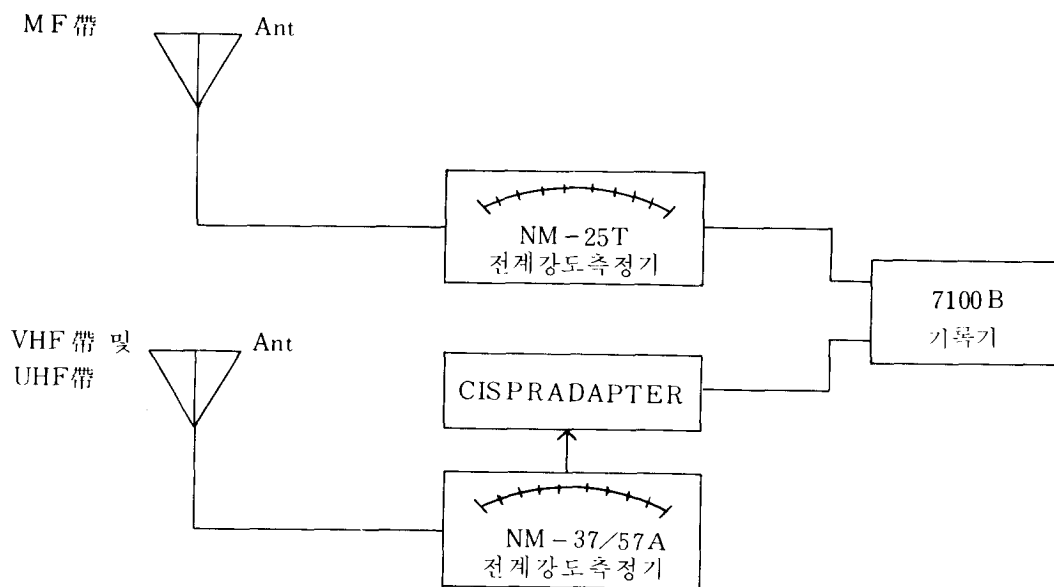 MF帶
Ant
NM-25T
전계강도측정기
7100B
기록기
VHF帶 및
UHF帶
Ant
CISPRADAPTER
NM-37/57A
전계강도측정기